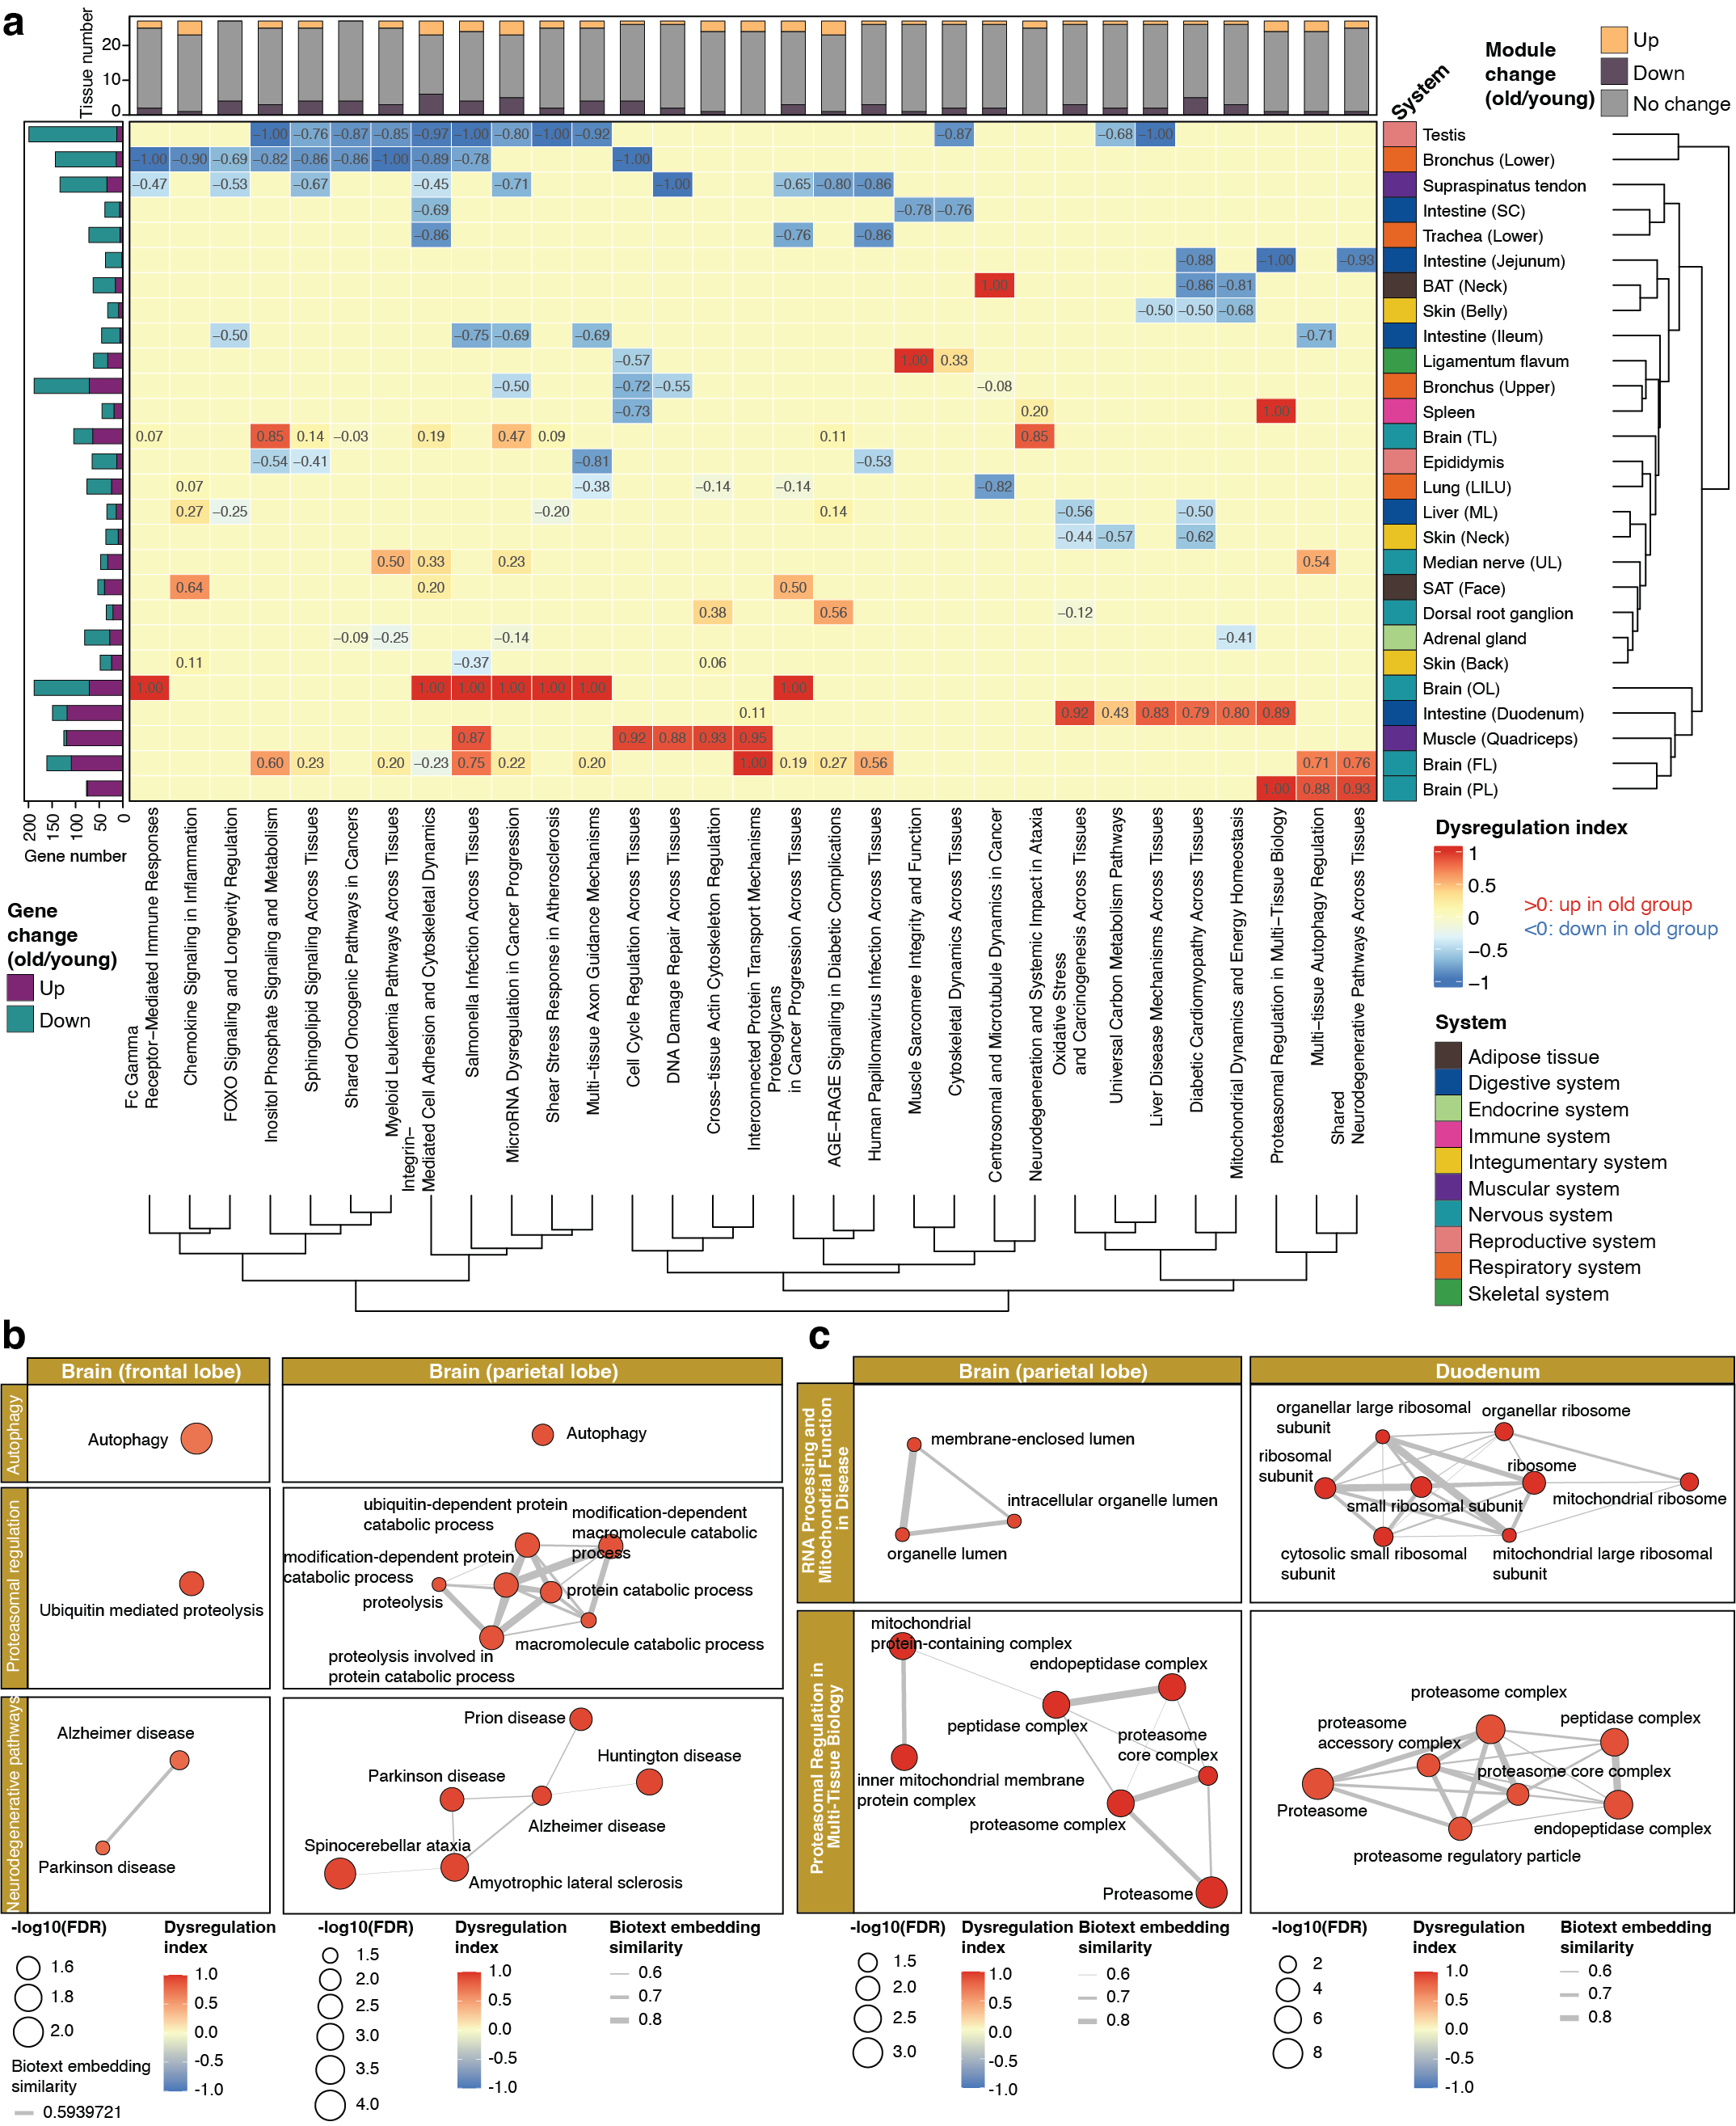 a
Tissue number
20
10
0
Module
change
(old/young)
Up
Down
No change
System
−1.00 −0.76 −0.87 −0.85 −0.97 −1.00 −0.80 −1.00 −0.92 −0.87 −0.68 −1.00 Testis
−1.00 −0.90 −0.69 −0.82 −0.86 −0.86 −1.00 −0.89 −0.78 −1.00 Bronchus (Lower)
−0.47 −0.53 −0.67 −0.45 −0.71 −1.00 −0.65 −0.80 −0.86 Supraspinatus tendon
−0.69 −0.78 −0.76 Intestine (SC)
−0.86 −0.76 −0.86 Trachea (Lower)
−0.88 −1.00 −0.93 Intestine (Jejunum)
1.00 −0.86 −0.81 BAT (Neck)
−0.50 −0.50 −0.68 Skin (Belly)
−0.50 −0.75 −0.69 −0.69 −0.71 Intestine (Ileum)
−0.57 1.00 0.33 Ligamentum flavum
−0.50 −0.72 −0.55 −0.08 Bronchus (Upper)
−0.73 0.20 1.00 Spleen
0.07 0.85 0.14 −0.03 0.19 0.47 0.09 0.11 0.85 Brain (TL)
−0.54 −0.41 −0.81 −0.53 Epididymis
0.07 −0.38 −0.14 −0.14 −0.82 Lung (LILU)
0.27 −0.25 −0.20 0.14 −0.56 −0.50 Liver (ML)
−0.44 −0.57 −0.62 Skin (Neck)
0.50 0.33 0.23 0.54 Median nerve (UL)
0.64 0.20 0.50 SAT (Face)
0.38 0.56 −0.12 Dorsal root ganglion
−0.09 −0.25 −0.14 −0.41 Adrenal gland
0.11 −0.37 0.06 Skin (Back)
1.00 1.00 1.00 1.00 1.00 1.00 1.00 Brain (OL)
0.11 0.92 0.43 0.83 0.79 0.80 0.89 Intestine (Duodenum)
0.87 0.92 0.88 0.93 0.95 Muscle (Quadriceps)
0.60 0.23 0.20 −0.23 0.75 0.22 0.20 1.00 0.19 0.27 0.56 0.71 0.76 Brain (FL)
1.00 0.88 0.93 Brain (PL)
200 150 100 50 0
Gene number
Gene
change
(old/young)
Up
Down
Fc Gamma
Receptor−Mediated Immune Responses
Chemokine Signaling in Inflammation
FOXO Signaling and Longevity Regulation
Inositol Phosphate Signaling and Metabolism
Sphingolipid Signaling Across Tissues
Shared Oncogenic Pathways in Cancers
Myeloid Leukemia Pathways Across Tissues
Integrin−
Mediated Cell Adhesion and Cytoskeletal Dynamics
Salmonella Infection Across Tissues
MicroRNA Dysregulation in Cancer Progression
Shear Stress Response in Atherosclerosis
Multi−tissue Axon Guidance Mechanisms
Cell Cycle Regulation Across Tissues
DNA Damage Repair Across Tissues
Cross−tissue Actin Cytoskeleton Regulation
Interconnected Protein Transport Mechanisms
Proteoglycans
in Cancer Progression Across Tissues
AGE−RAGE Signaling in Diabetic Complications
Human Papillomavirus Infection Across Tissues
Muscle Sarcomere Integrity and Function
Cytoskeletal Dynamics Across Tissues
Centrosomal and Microtubule Dynamics in Cancer
Neurodegeneration and Systemic Impact in Ataxia
Oxidative Stress
and Carcinogenesis Across Tissues
Universal Carbon Metabolism Pathways
Liver Disease Mechanisms Across Tissues
Diabetic Cardiomyopathy Across Tissues
Mitochondrial Dynamics and Energy Homeostasis
Proteasomal Regulation in Multi−Tissue Biology
Multi−tissue Autophagy Regulation
Shared
Neurodegenerative Pathways Across Tissues
Dysregulation index
1
0.5
0
−0.5
−1
>0: up in old group
<0: down in old group
System
Adipose tissue
Digestive system
Endocrine system
Immune system
Integumentary system
Muscular system
Nervous system
Reproductive system
Respiratory system
Skeletal system
b
Brain (frontal lobe)
Brain (parietal lobe)
Autophagy
Autophagy
Autophagy
Proteasomal regulation
Ubiquitin mediated proteolysis
ubiquitin-dependent protein
catabolic process
modification-dependent
macromolecule catabolic
process
modification-dependent protein
catabolic process
proteolysis
protein catabolic process
macromolecule catabolic process
proteolysis involved in
protein catabolic process
Neurodegenerative pathways
Alzheimer disease
Parkinson disease
Prion disease
Huntington disease
Parkinson disease
Alzheimer disease
Spinocerebellar ataxia
Amyotrophic lateral sclerosis
-log10(FDR)
1.6
1.8
2.0
Biotext embedding
similarity
0.5939721
Dysregulation
index
1.0
0.5
0.0
-0.5
-1.0
-log10(FDR)
1.5
2.0
2.5
3.0
3.5
4.0
Dysregulation
index
1.0
0.5
0.0
-0.5
-1.0
Biotext embedding
similarity
0.6
0.7
0.8
c
Brain (parietal lobe)
Duodenum
RNA Processing and
Mitochondrial Function
in Disease
membrane-enclosed lumen
intracellular organelle lumen
organelle lumen
organellar large ribosomal
subunit
organellar ribosome
ribosomal
subunit
ribosome
small ribosomal subunit
mitochondrial ribosome
cytosolic small ribosomal
subunit
mitochondrial large ribosomal
subunit
Proteasomal Regulation in
Multi-Tissue Biology
mitochondrial
protein-containing complex
endopeptidase complex
peptidase complex
proteasome
core complex
inner mitochondrial membrane
protein complex
proteasome complex
Proteasome
proteasome complex
proteasome
accessory complex
peptidase complex
proteasome core complex
Proteasome
endopeptidase complex
proteasome regulatory particle
-log10(FDR)
1.5
2.0
2.5
3.0
Dysregulation
index
1.0
0.5
0.0
-0.5
-1.0
Biotext embedding
similarity
0.6
0.7
0.8
-log10(FDR)
2
4
6
8
Dysregulation
index
1.0
0.5
0.0
-0.5
-1.0
Biotext embedding
similarity
0.6
0.7
0.8